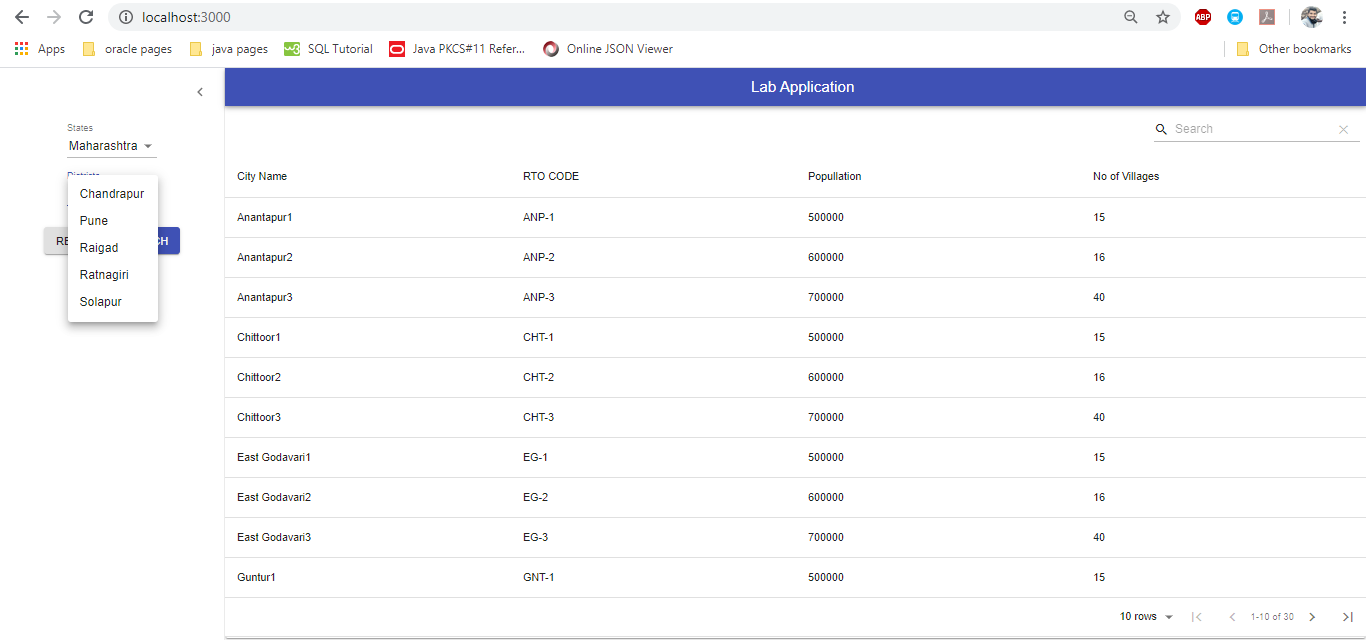 localhost:3000
ABP
Apps oracle pages java pages SQL Tutorial Java PKCS#11 Refer... Online JSON Viewer Other bookmarks
Lab Application
States
Maharashtra
Districts
Chandrapur
Pune
Raigad
Ratnagiri
Solapur
RE
CH
Search
City Name RTO CODE Popullation No of Villages
Anantapur1 ANP-1 500000 15
Anantapur2 ANP-2 600000 16
Anantapur3 ANP-3 700000 40
Chittoor1 CHT-1 500000 15
Chittoor2 CHT-2 600000 16
Chittoor3 CHT-3 700000 40
East Godavari1 EG-1 500000 15
East Godavari2 EG-2 600000 16
East Godavari3 EG-3 700000 40
Guntur1 GNT-1 500000 15
10 rows 1-10 of 30